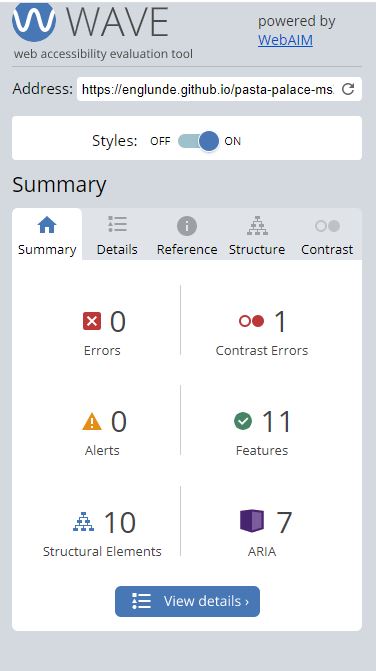 WAVE
web accessibility evaluation tool
powered by
WebAIM
Address: https://englunde.github.io/pasta-palace-ms
Styles: OFF ON
Summary
Summary Details Reference Structure Contrast
0 1
Errors Contrast Errors
0 11
Alerts Features
10 7
Structural Elements ARIA
View details ›